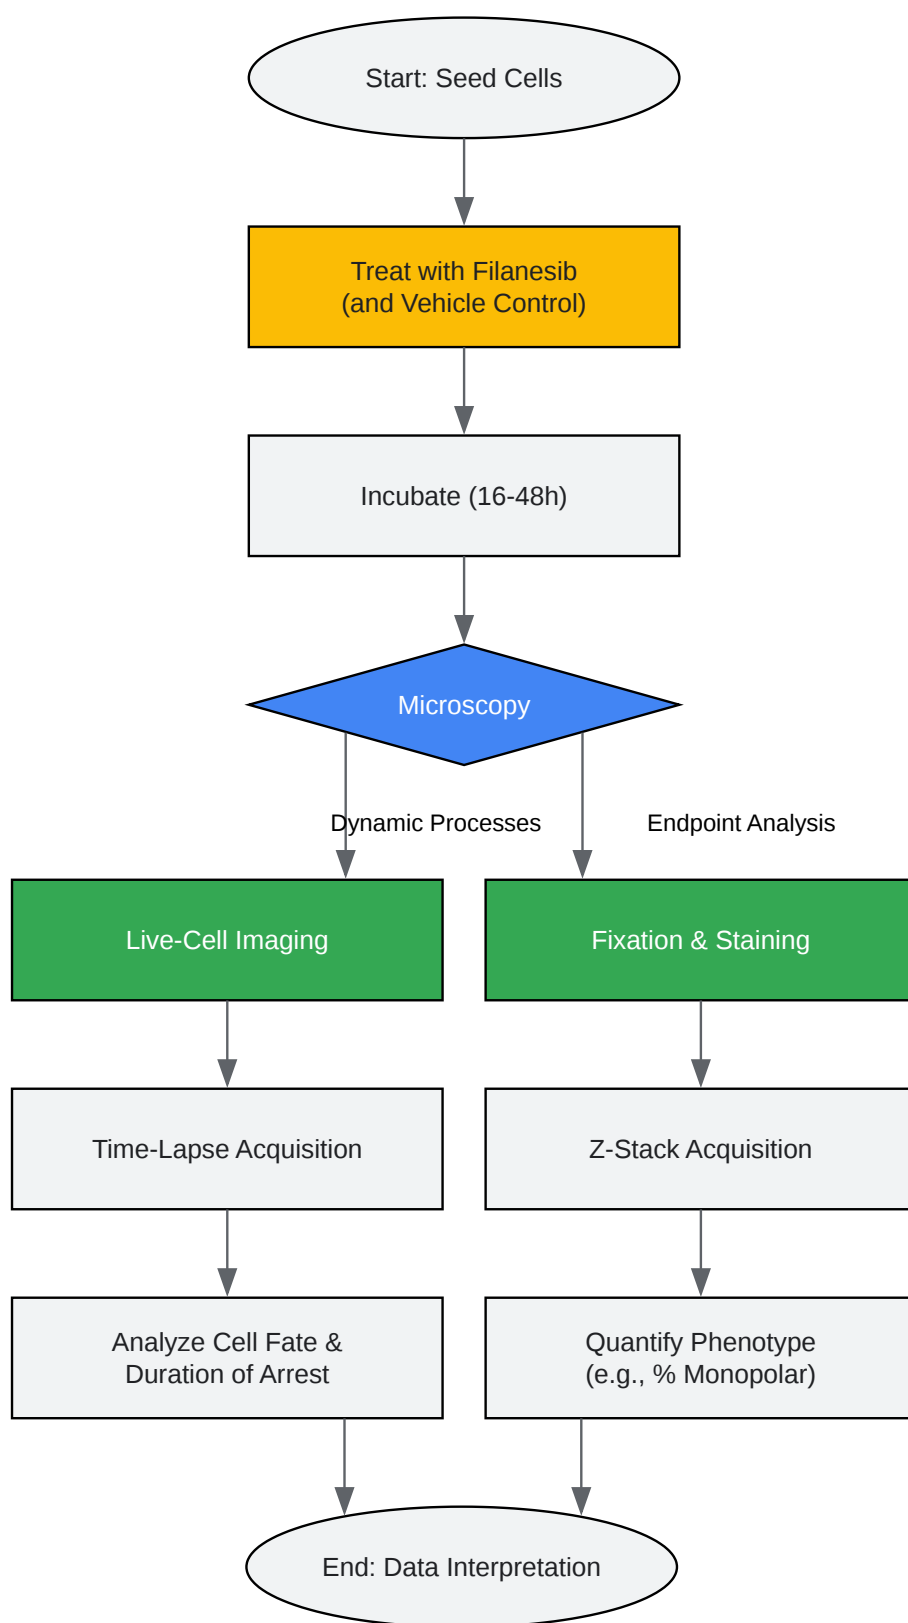 Start: Seed Cells
Treat with Filanesib
(and Vehicle Control)
Incubate (16-48h)
Microscopy
Dynamic Processes
Endpoint Analysis
Live-Cell Imaging
Fixation & Staining
Time-Lapse Acquisition
Z-Stack Acquisition
Analyze Cell Fate &
Duration of Arrest
Quantify Phenotype
(e.g., % Monopolar)
End: Data Interpretation